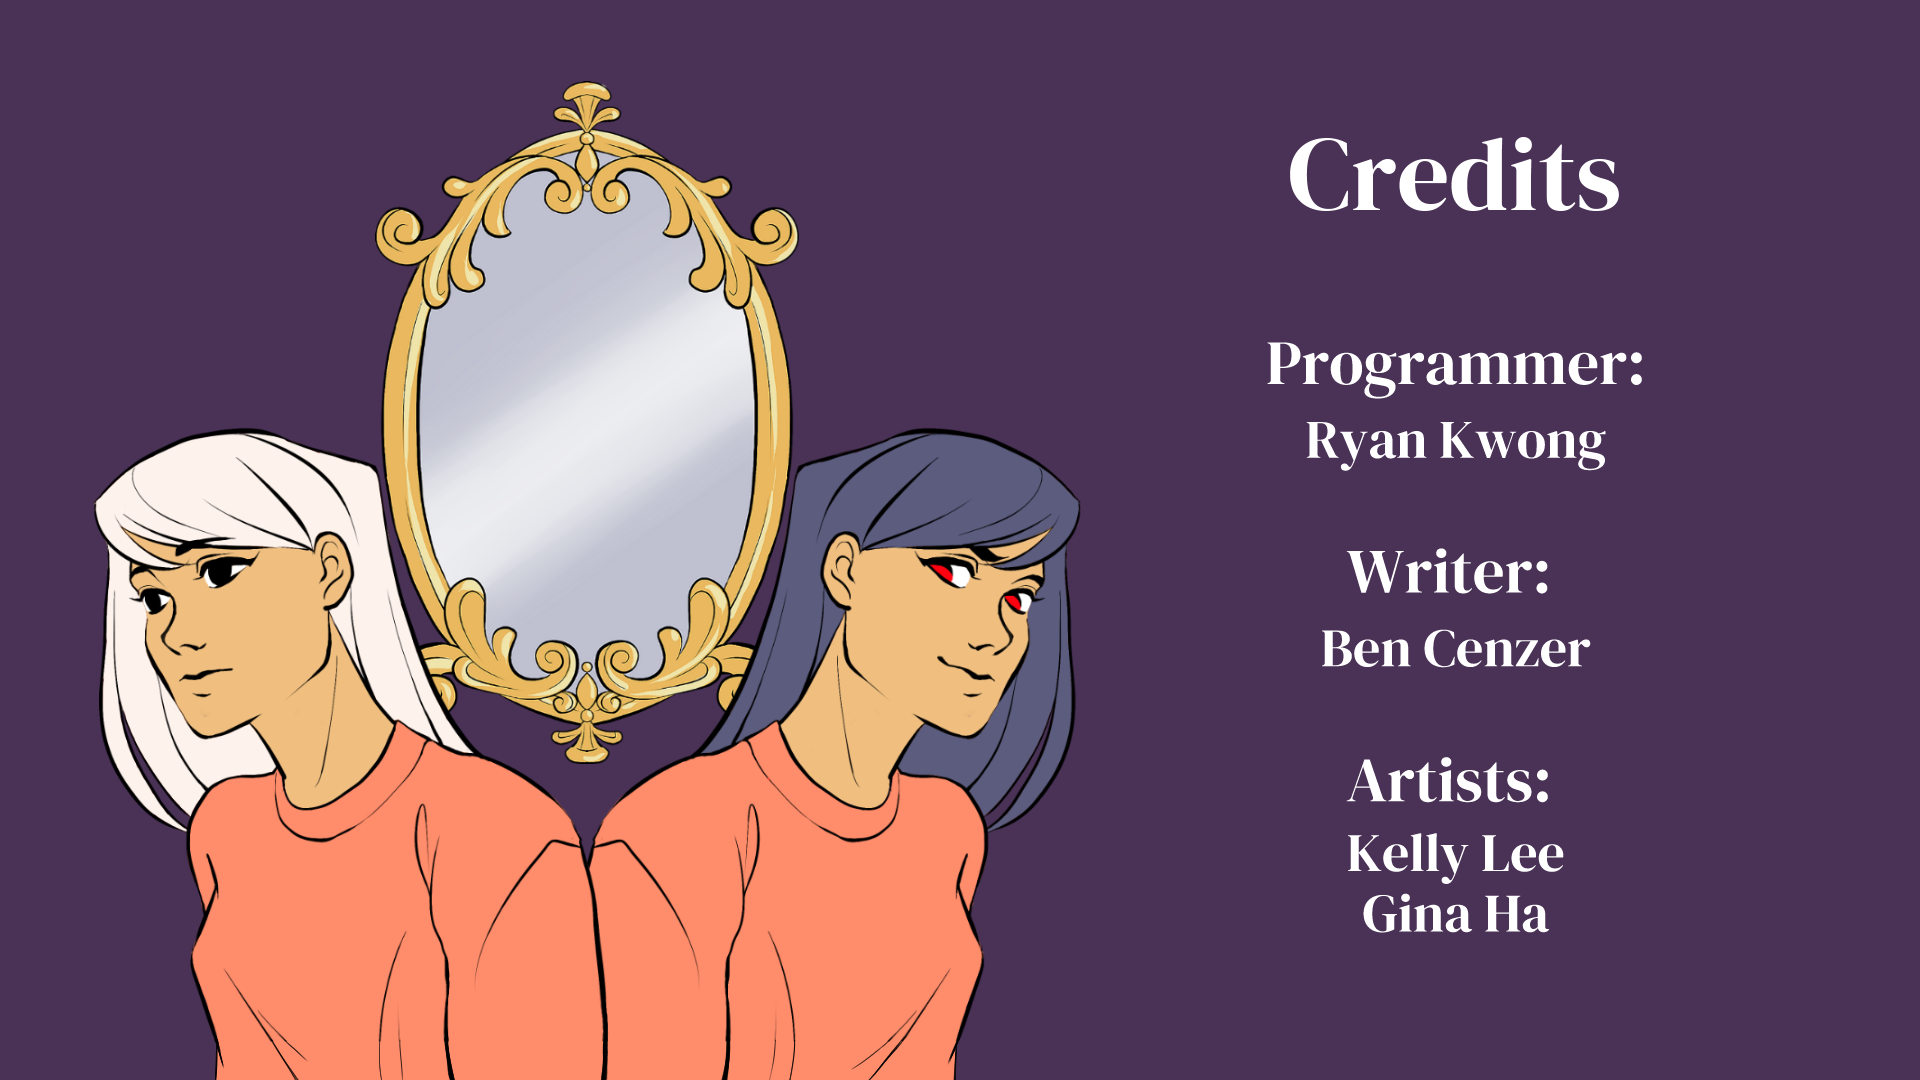 Credits
Programmer:
Ryan Kwong
Writer:
Ben Cenzer
Artists:
Kelly Lee
Gina Ha